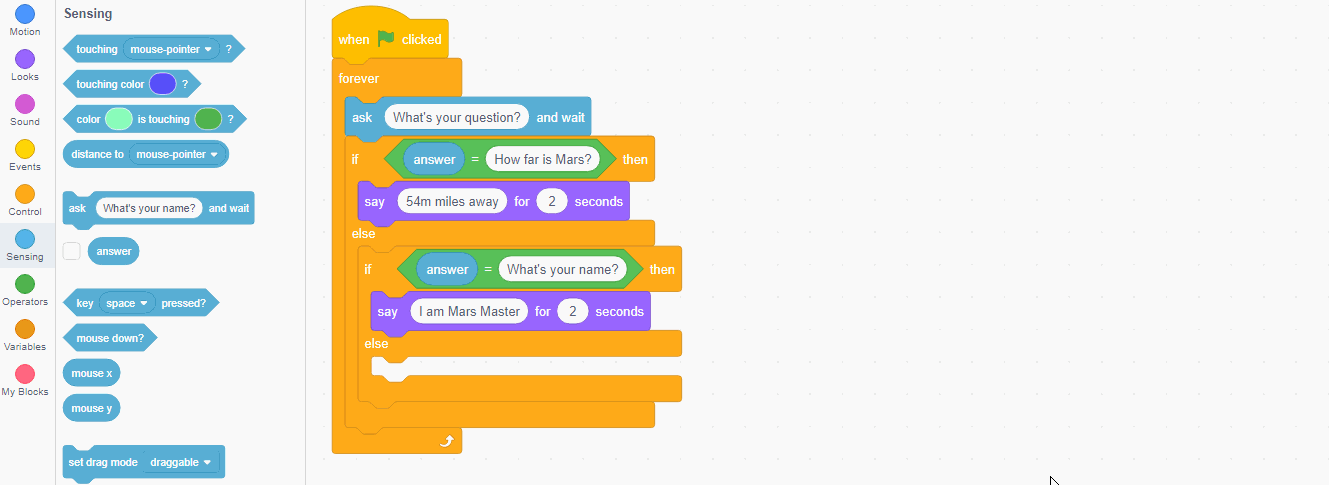 Sensing
Motion
Looks
Sound
Events
Control
Sensing
Operators
Variables
My Blocks
touching mouse-pointer ?
touching color ?
color is touching ?
distance to mouse-pointer
ask What's your name? and wait
answer
key space pressed?
mouse down?
mouse x
mouse y
set drag mode draggable
when clicked
forever
ask What's your question? and wait
if answer = How far is Mars? then
say 54m miles away for 2 seconds
else
if answer = What's your name? then
say I am Mars Master for 2 seconds
else